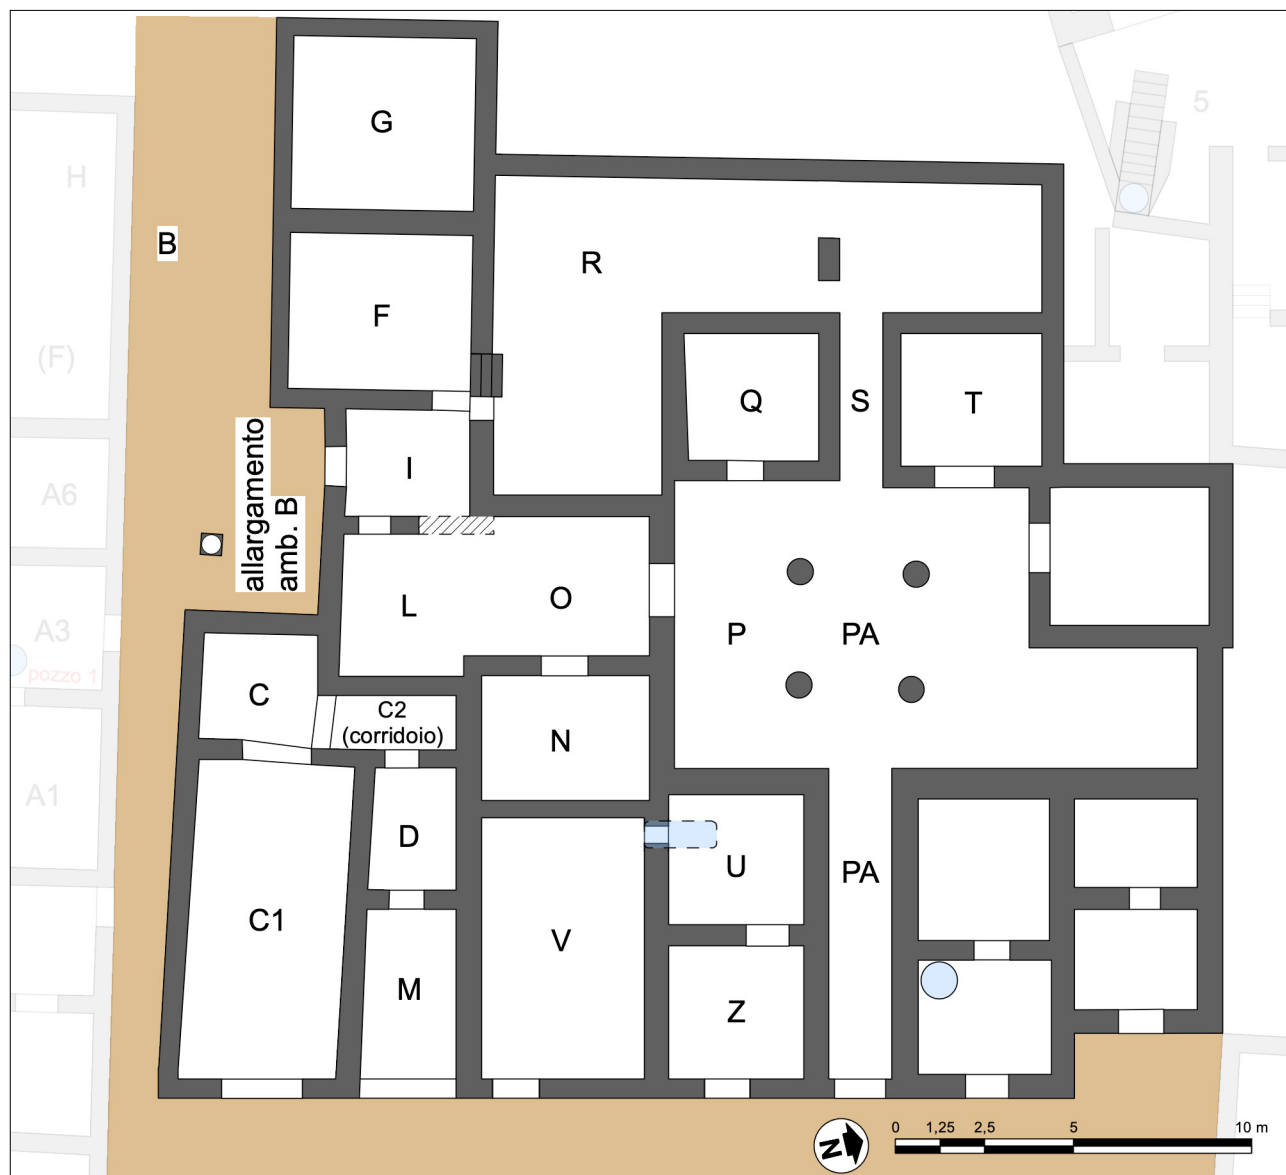 G
5
H
B
R
F
(F)
Q
S
T
allargamento
amb. B
I
A6
L
O
P
PA
A3
pozzo 1
C
C2
(corridoio)
N
A1
D
U
PA
C1
V
M
Z
N
0
1,25
2,5
5
10 m